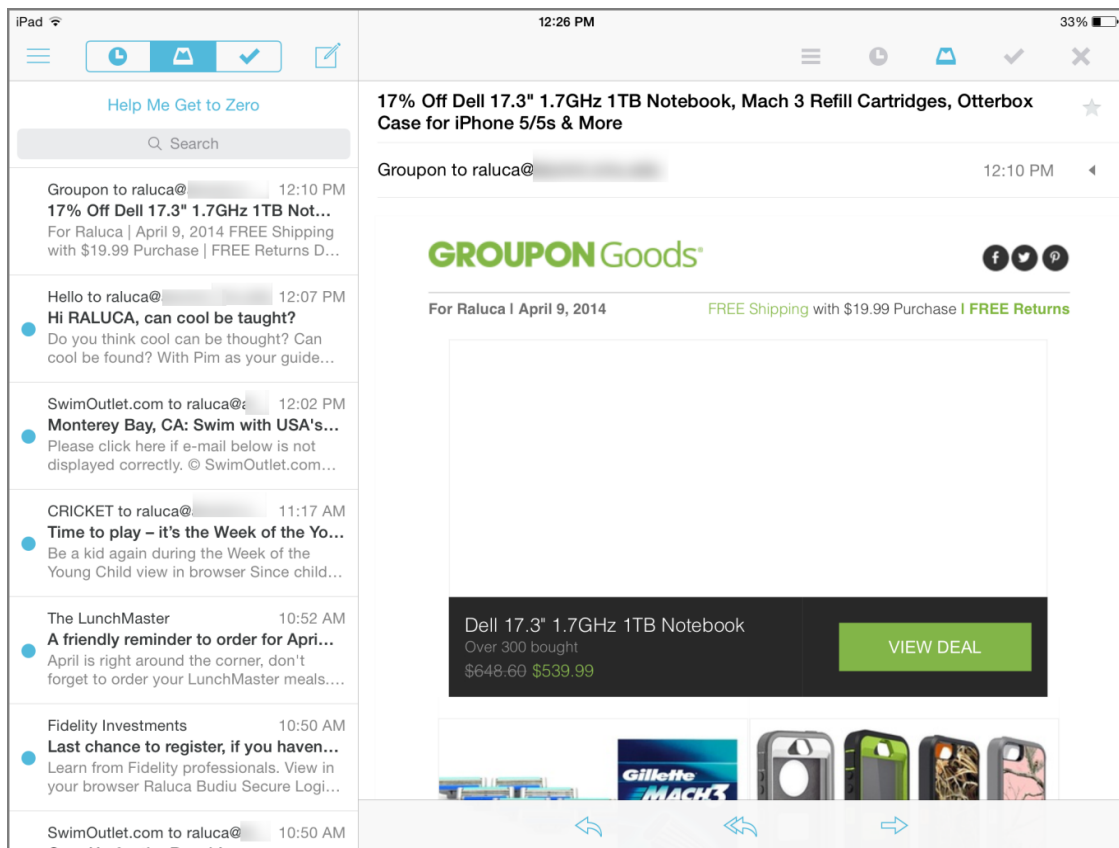 iPad
12:26 PM
33%
Help Me Get to Zero
Search
Groupon to raluca@
12:10 PM
17% Off Dell 17.3" 1.7GHz 1TB Not...
For Raluca | April 9, 2014 FREE Shipping
with $19.99 Purchase | FREE Returns D...
Hello to raluca@
12:07 PM
Hi RALUCA, can cool be taught?
Do you think cool can be thought? Can
cool be found? With Pim as your guide...
SwimOutlet.com to raluca@
12:02 PM
Monterey Bay, CA: Swim with USA's...
Please click here if e-mail below is not
displayed correctly. © SwimOutlet.com...
CRICKET to raluca@
11:17 AM
Time to play – it's the Week of the Yo...
Be a kid again during the Week of the
Young Child view in browser Since child...
The LunchMaster
10:52 AM
A friendly reminder to order for Apri...
April is right around the corner, don't
forget to order your LunchMaster meals....
Fidelity Investments
10:50 AM
Last chance to register, if you haven...
Learn from Fidelity professionals. View in
your browser Raluca Budiu Secure Logi...
SwimOutlet.com to raluca@
10:50 AM
17% Off Dell 17.3" 1.7GHz 1TB Notebook, Mach 3 Refill Cartridges, Otterbox
Case for iPhone 5/5s & More
Groupon to raluca@
12:10 PM
GROUPON Goods
For Raluca | April 9, 2014
FREE Shipping with $19.99 Purchase | FREE Returns
Dell 17.3" 1.7GHz 1TB Notebook
Over 300 bought
$648.60 $539.99
VIEW DEAL
Gillette
MACH3